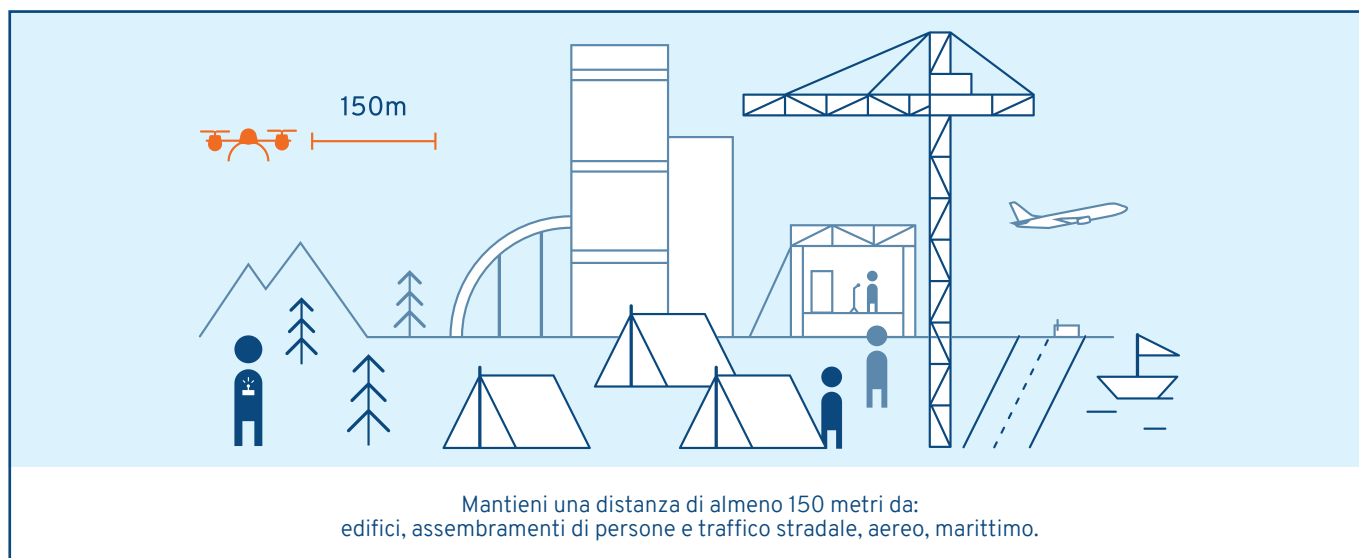 150m
Mantieni una distanza di almeno 150 metri da:
edifici, assembramenti di persone e traffico stradale, aereo, marittimo.